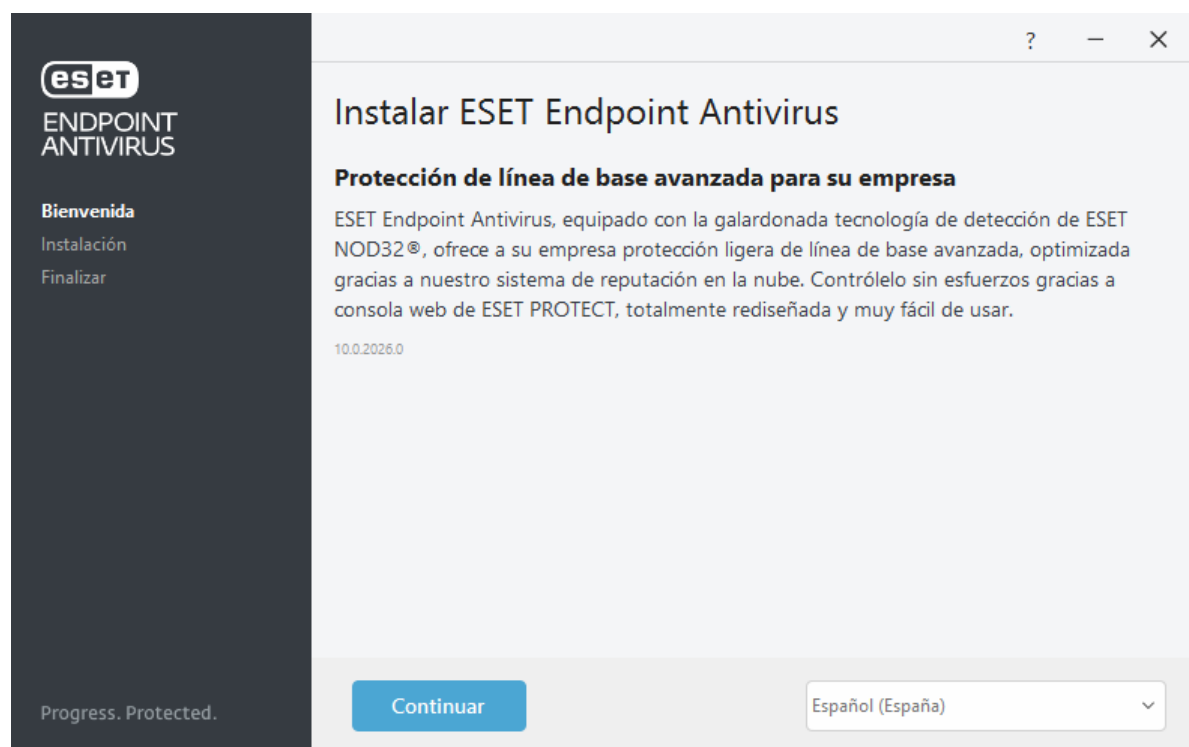 eset
ENDPOINT
ANTIVIRUS
Bienvenida
Instalación
Finalizar
Progress. Protected.
?
Instalar ESET Endpoint Antivirus
Protección de línea de base avanzada para su empresa
ESET Endpoint Antivirus, equipado con la galardonada tecnología de detección de ESET
NOD32®, ofrece a su empresa protección ligera de línea de base avanzada, optimizada
gracias a nuestro sistema de reputación en la nube. Contrólelo sin esfuerzos gracias a
consola web de ESET PROTECT, totalmente rediseñada y muy fácil de usar.
10.0.2026.0
Continuar
Español (España)